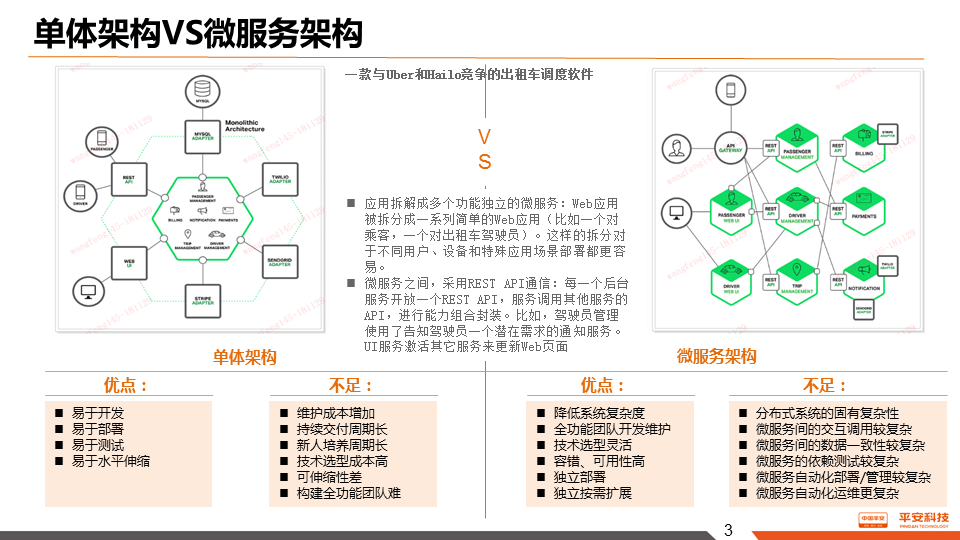 单体架构VS微服务架构
一款与Uber和Hailo竞争的出租车调度软件
MYSQL
Monolithic
Architecture
MYSQL
ADAPTER
PASSENGER
REST
API
TWILIO
ADAPTER
DRIVER
PASSENGER
MANAGEMENT
BILLING
NOTIFICATION
PAYMENTS
TRIP
MANAGEMENT
DRIVER
MANAGEMENT
WEB
UI
SENDGRID
ADAPTER
STRIPE
ADAPTER
V
S
■ 应用拆解成多个功能独立的微服务：Web应用
被拆分成一系列简单的Web应用（比如一个对
乘客，一个对出租车驾驶员）。这样的拆分对
于不同用户、设备和特殊应用场景部署都更容
易。
■ 微服务之间，采用REST API通信：每一个后台
服务开放一个REST API，服务调用其他服务的
API，进行能力组合封装。比如，驾驶员管理
使用了告知驾驶员一个潜在需求的通知服务。
UI服务激活其它服务来更新Web页面
API
GATEWAY
REST
API
PASSENGER
MANAGEMENT
REST
API
BILLING
STRIPE
ADAPTER
PASSENGER
WEB UI
REST
API
DRIVER
MANAGEMENT
REST
API
PAYMENTS
DRIVER
WEB UI
REST
API
TRIP
MANAGEMENT
REST
API
NOTIFICATION
TWILIO
ADAPTER
SENDGRID
ADAPTER
单体架构
微服务架构
优点：
■ 易于开发
■ 易于部署
■ 易于测试
■ 易于水平伸缩
不足：
■ 维护成本增加
■ 持续交付周期长
■ 新人培养周期长
■ 技术选型成本高
■ 可伸缩性差
■ 构建全功能团队难
优点：
■ 降低系统复杂度
■ 全功能团队开发维护
■ 技术选型灵活
■ 容错、可用性高
■ 独立部署
■ 独立按需扩展
不足：
■ 分布式系统的固有复杂性
■ 微服务间的交互调用较复杂
■ 微服务间的数据一致性较复杂
■ 微服务的依赖测试较复杂
■ 微服务自动化部署/管理较复杂
■ 微服务自动化运维更复杂
3
中国平安
平安科技
PINGAN TECHNOLOGY